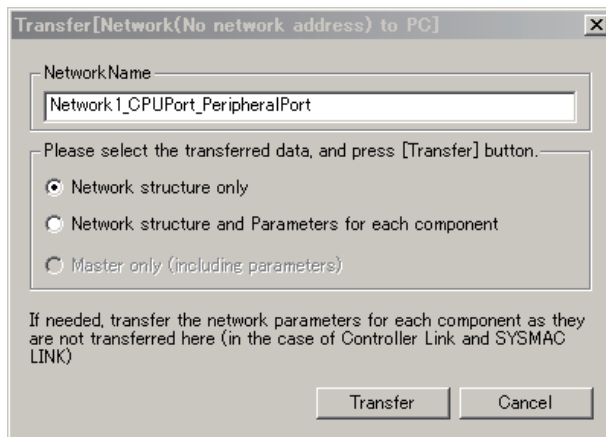 Transfer[Network(No network address) to PC]
NetworkName
Network1_CPUPort_PeripheralPort
Please select the transferred data, and press [Transfer] button.
Network structure only
Network structure and Parameters for each component
Master only (including parameters)
If needed, transfer the network parameters for each component as they
are not transferred here (in the case of Controller Link and SYSMAC
LINK)
Transfer
Cancel